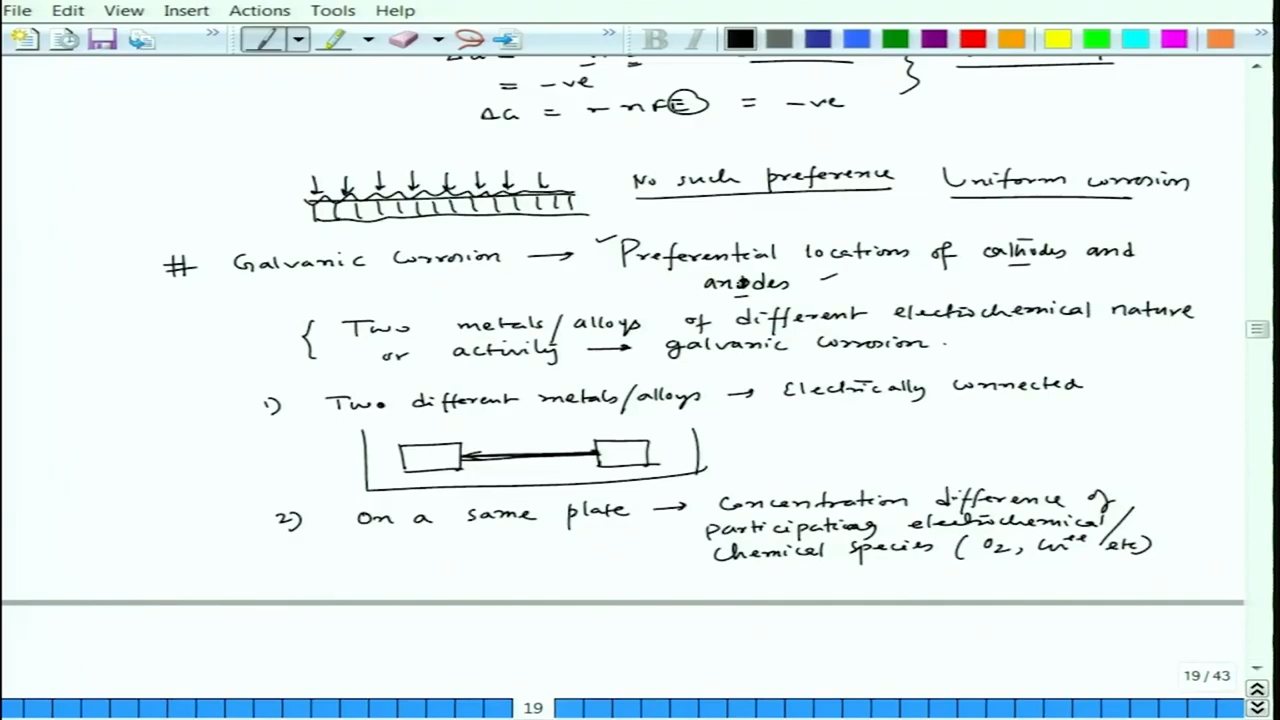 File Edit View Insert Actions Tools Help
= -ve
ΔG = -nFE = -ve
No such preference Uniform corrosion
# Galvanic Corrosion → Preferential locations of cathodes and
anodes
{ Two metals/alloys of different electrochemical nature
or activity → galvanic corrosion.
1) Two different metals/alloys → Electrically connected
2) On a same plate → Concentration difference of
participating electrochemical/
chemical species (O2, Cu++ etc)
19 / 43
19